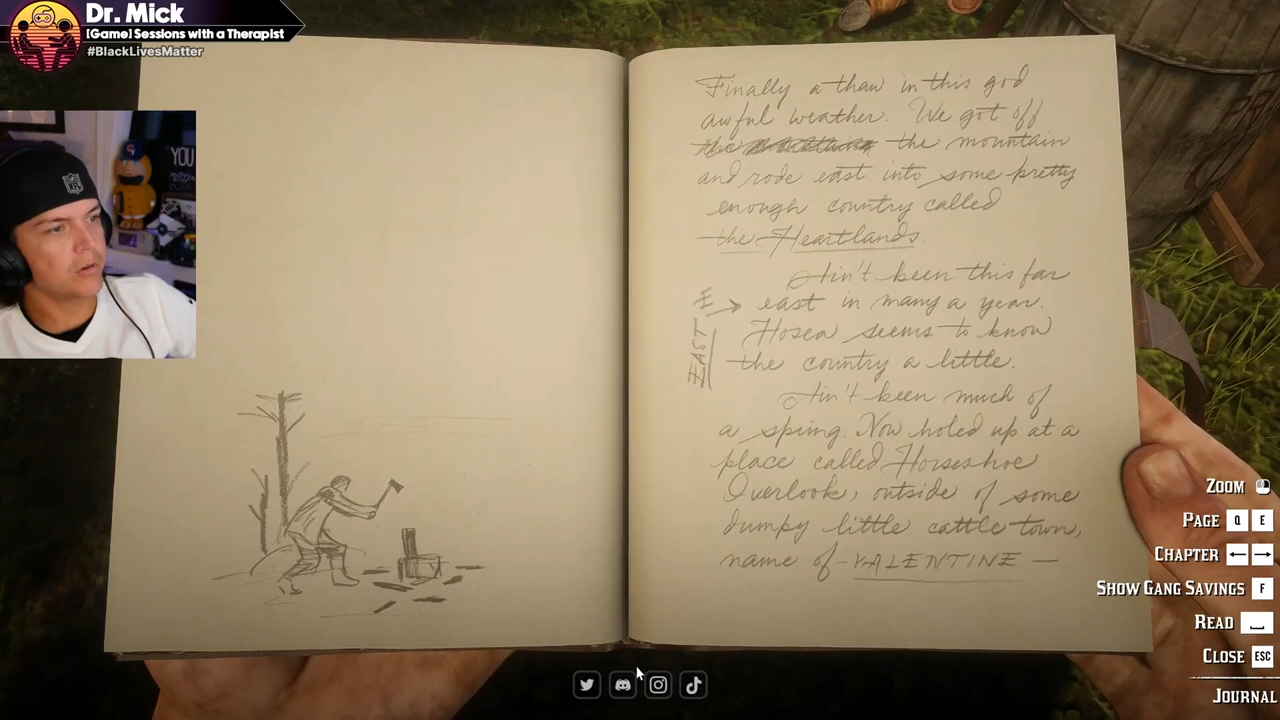 Dr. Mick
[Game] Sessions with a Therapist
#BlackLivesMatter
YOU
Finally a thaw in this god
awful weather. We got off
the mountain
and rode east into some pretty
enough country called
the Heartlands.
Ain't been this far
east in many a year.
Hosea seems to know
the country a little.
EAST
Ain't been much of
a spring. Now holed up at a
place called Horseshoe
Overlook, outside of some
dumpy little cattle town,
name of - VALENTINE -
ZOOM
PAGE Q E
CHAPTER ← →
SHOW GANG SAVINGS F
READ
CLOSE ESC
JOURNAL